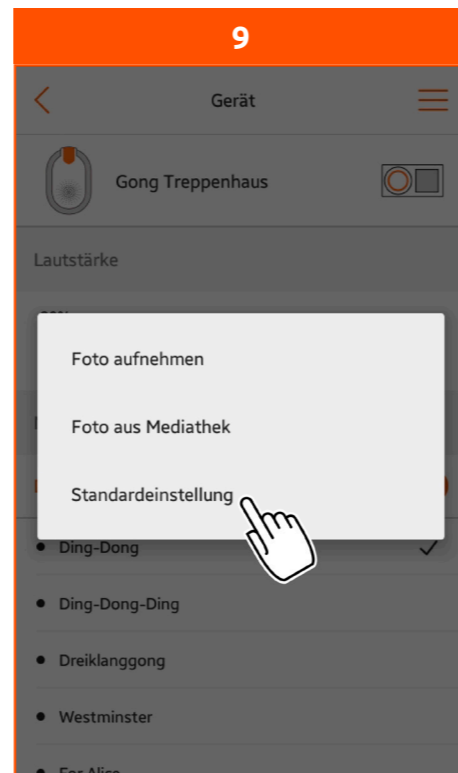 9
Gerät
Gong Treppenhaus
Lautstärke
Foto aufnehmen
Foto aus Mediathek
Standardeinstellung
Ding-Dong
Ding-Dong-Ding
Dreiklanggong
Westminster